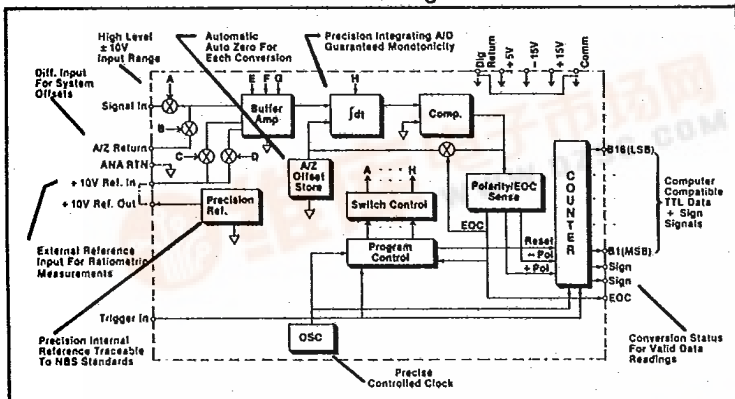 High Level
±10V
Input Range
Automatic
Auto Zero For
Each Conversion
Precision Integrating A/D
Guaranteed Monotonicity
Dig
Return
+5V
-15V
+15V
Comm
Diff. Input
For System
Offsets
A
Signal In
B
A/Z Return
ANA RTN
C
D
+10V Ref. In
+10V Ref. Out
E F G
Buffer
Amp
H
∫dt
Comp.
A/Z
Offset
Store
A
H
Switch Control
Polarity/EOC
Sense
COUNTER
B16(LSB)
Computer
Compatible
TTL Data
+ Sign
Signals
Precision
Ref.
EOC
Program
Control
Reset
- Pol
+ Pol
B1(MSB)
Sign
Sign
EOC
External Reference
Input For Ratiometric
Measurements
Trigger In
OSC
Precision Internal
Reference Traceable
To NBS Standards
Precise
Controlled Clock
Conversion Status
For Valid Data
Readings